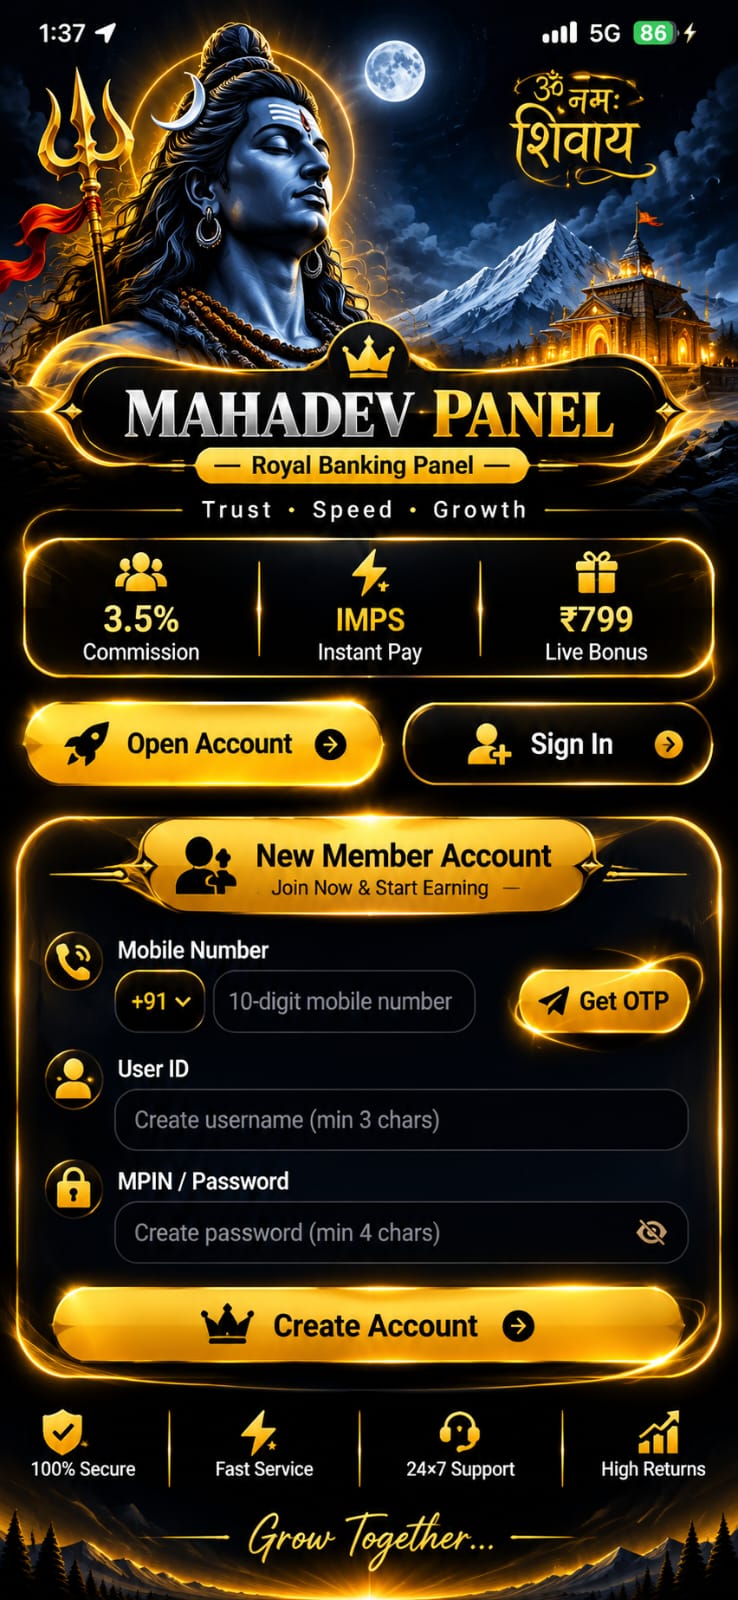 1:37
5G 86
ॐ नमः
शिवाय
MAHADEV PANEL
Royal Banking Panel
Trust • Speed • Growth
3.5%
Commission
IMPS
Instant Pay
₹799
Live Bonus
Open Account
Sign In
New Member Account
Join Now & Start Earning
Mobile Number
+91
10-digit mobile number
Get OTP
User ID
Create username (min 3 chars)
MPIN / Password
Create password (min 4 chars)
Create Account
100% Secure
Fast Service
24×7 Support
High Returns
Grow Together...